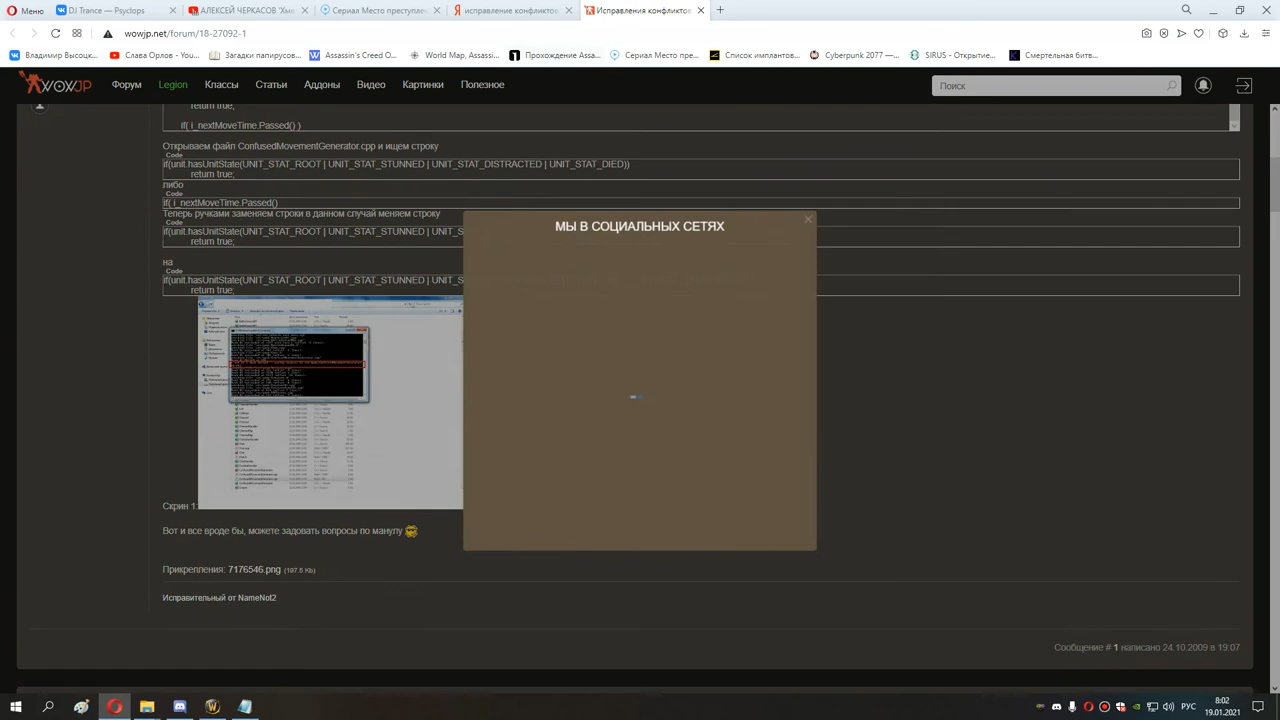 Меню
DJ Trance — Psyclops
АЛЕКСЕЙ ЧЕРКАСОВ 'Хме
Сериал Место преступлен
исправление конфликтов
Исправления конфликтов
wowjp.net/forum/18-27092-1
Владимир Высоцк...
Слава Орлов - You...
Загадки папирусов...
Assassin's Creed O...
World Map, Assassi...
Прохождение Assa...
Сериал Место пре...
Список имплантов...
Cyberpunk 2077 —...
SIRUS - Открытие...
Смертельная битв...
WOWJP
Форум
Legion
Классы
Статьи
Аддоны
Видео
Картинки
Полезное
Поиск
return true;
if( i_nextMoveTime.Passed() )
Открываем файл ConfusedMovementGenerator.cpp и ищем строку
Code
if(unit.hasUnitState(UNIT_STAT_ROOT | UNIT_STAT_STUNNED | UNIT_STAT_DISTRACTED | UNIT_STAT_DIED))
return true;
либо
Code
if( i_nextMoveTime.Passed()
Теперь ручками заменяем строки в данном случай меняем строку
Code
if(unit.hasUnitState(UNIT_STAT_ROOT | UNIT_STAT_STUNNED | UNIT_S
return true;
на
Code
if(unit.hasUnitState(UNIT_STAT_ROOT | UNIT_STAT_STUNNED | UNIT_S
return true;
МЫ В СОЦИАЛЬНЫХ СЕТЯХ
Скрин 1:
Вот и все вроде бы, можете задовать вопросы по манулу
Прикрепления: 7176546.png (197.5 Kb)
Исправительный от NameNot2
Сообщение # 1 написано 24.10.2009 в 19:07
РУС
8:02
19.01.2021